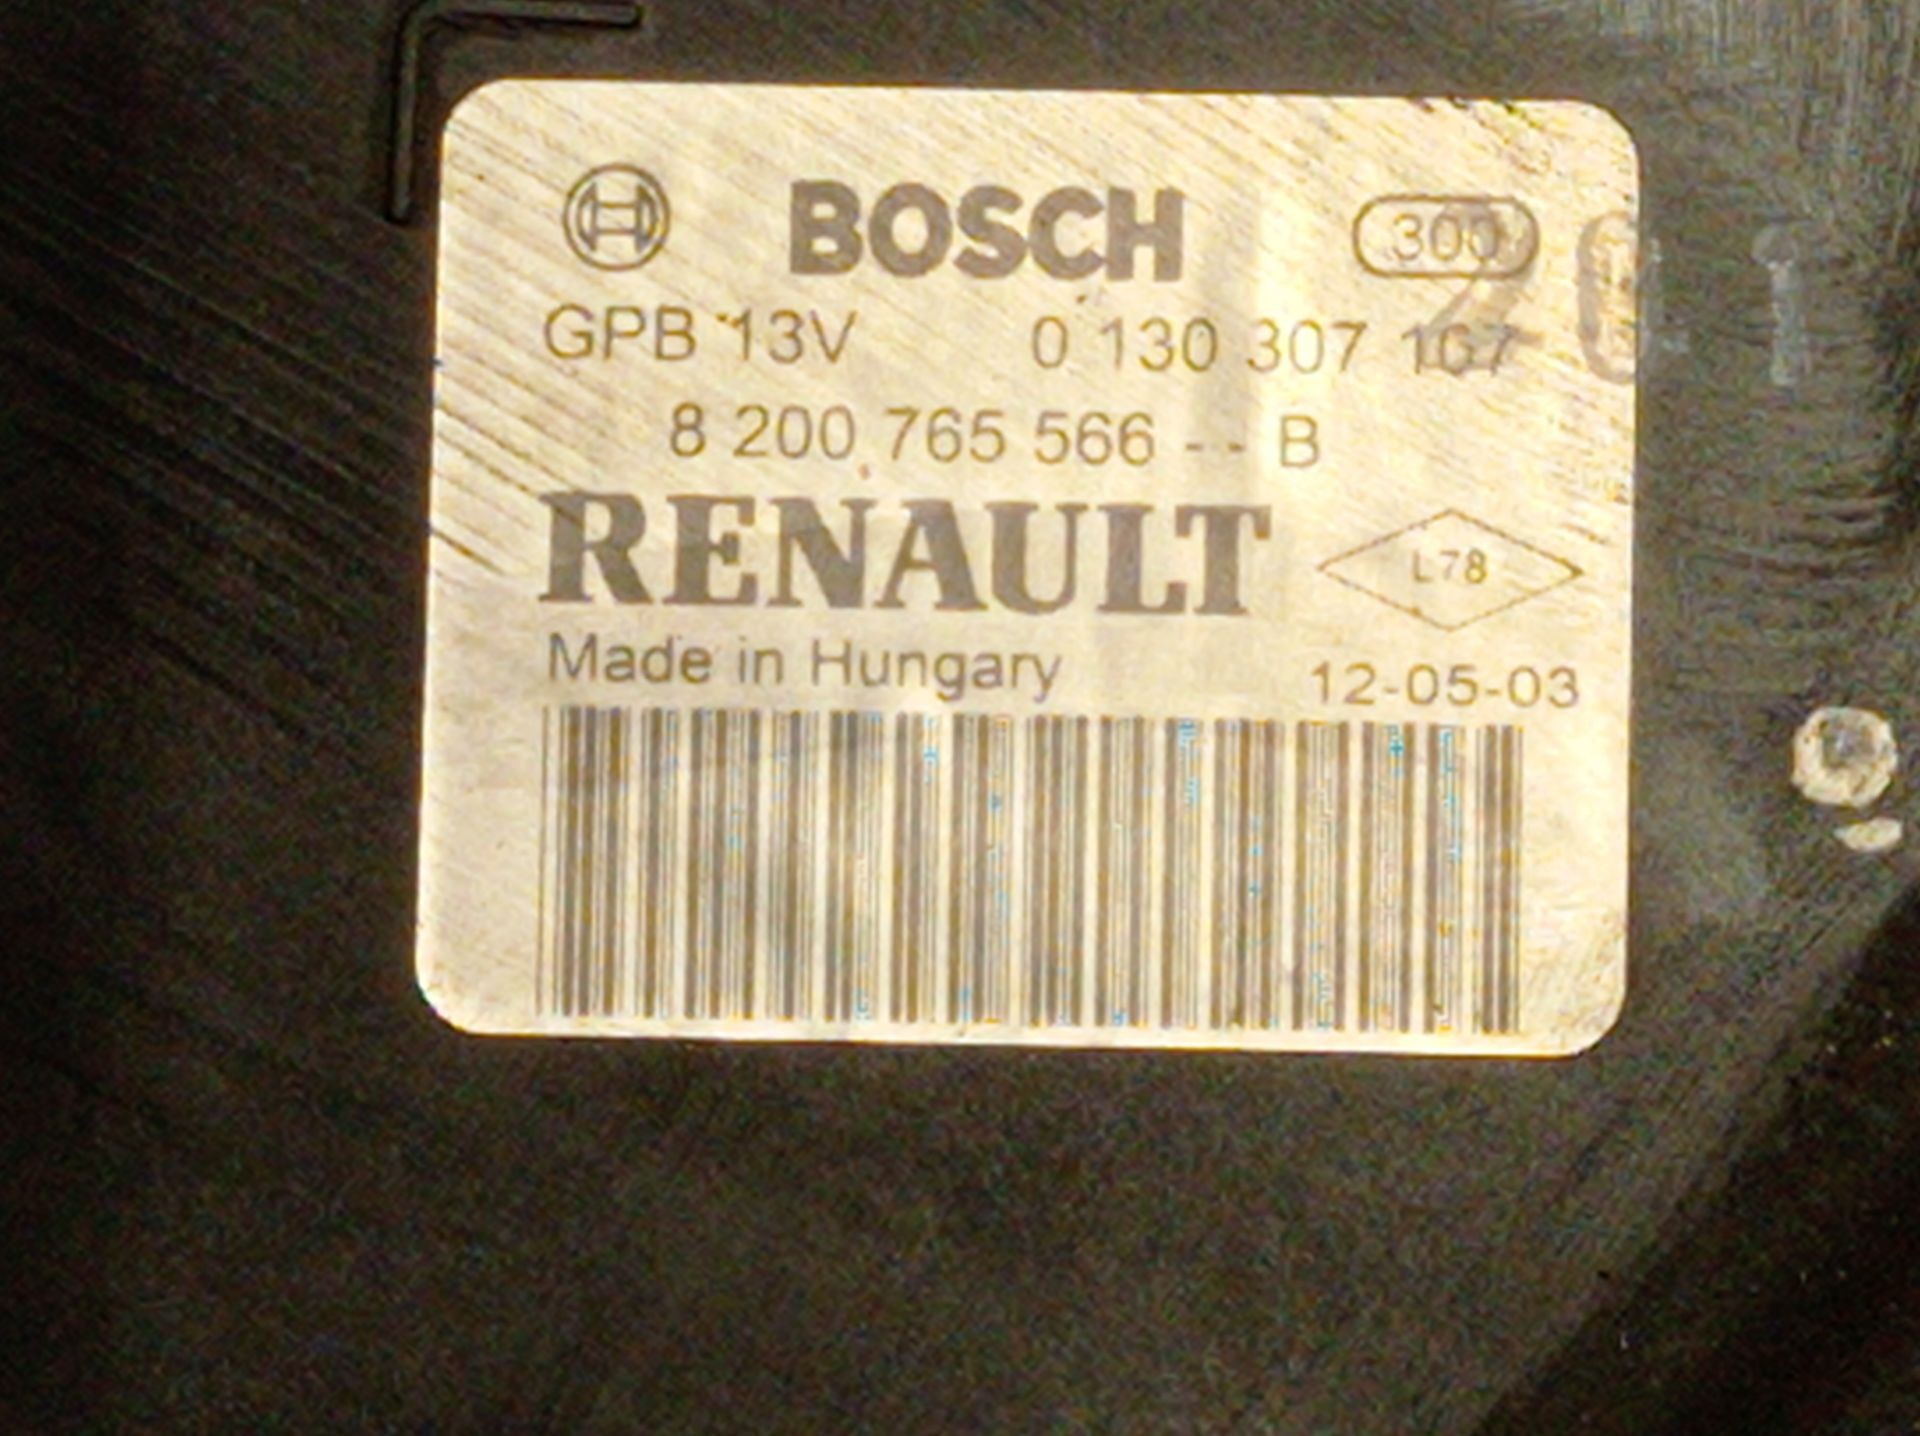 BOSCH 300
GPB 13V 0 130 307 167
8 200 765 566 -- B
RENAULT L78
Made in Hungary 12-05-03